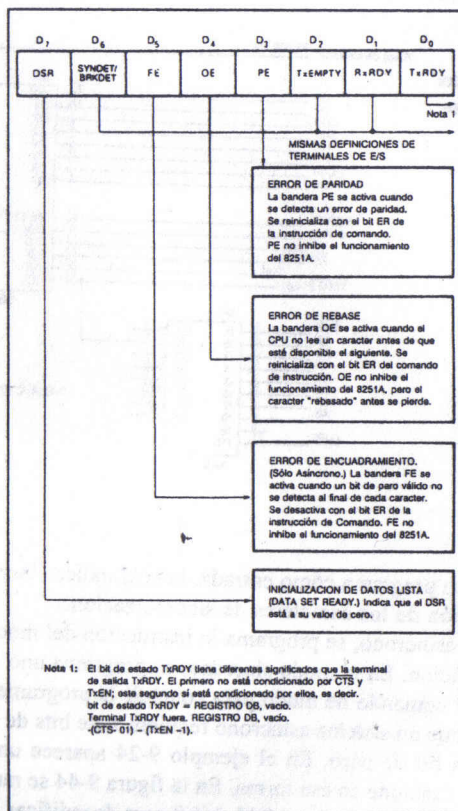 D7 D6 D5 D4 D3 D2 D1 D0
DSR SYNDET/ BRKDET FE OE PE TxEMPTY RxRDY TxRDY
Nota 1
MISMAS DEFINICIONES DE
TERMINALES DE E/S
ERROR DE PARIDAD
La bandera PE se activa cuando
se detecta un error de paridad.
Se reinicializa con el bit ER de
la instrucción de comando.
PE no inhibe el funcionamiento
del 8251A.
ERROR DE REBASE
La bandera OE se activa cuando el
CPU no lee un caracter antes de que
esté disponible el siguiente. Se
reinicializa con el bit ER del comando
de instrucción. OE no inhibe el
funcionamiento del 8251A, pero el
caracter "rebasado" antes se pierde.
ERROR DE ENCUADRAMIENTO.
(Sólo Asíncrono.) La bandera FE se
activa cuando un bit de paro válido no
se detecta al final de cada caracter.
Se desactiva con el bit ER de la
instrucción de Comando. FE no
inhibe el funcionamiento del 8251A.
INICIALIZACION DE DATOS LISTA
(DATA SET READY.) Indica que el DSR
está a su valor de cero.
Nota 1: El bit de estado TxRDY tiene diferentes significados que la terminal
de salida TxRDY. El primero no está condicionado por CTS y
TxEN; este segundo sí está condicionado por ellos, es decir.
bit de estado TxRDY = REGISTRO DB, vacío.
Terminal TxRDY fuera. REGISTRO DB, vacío.